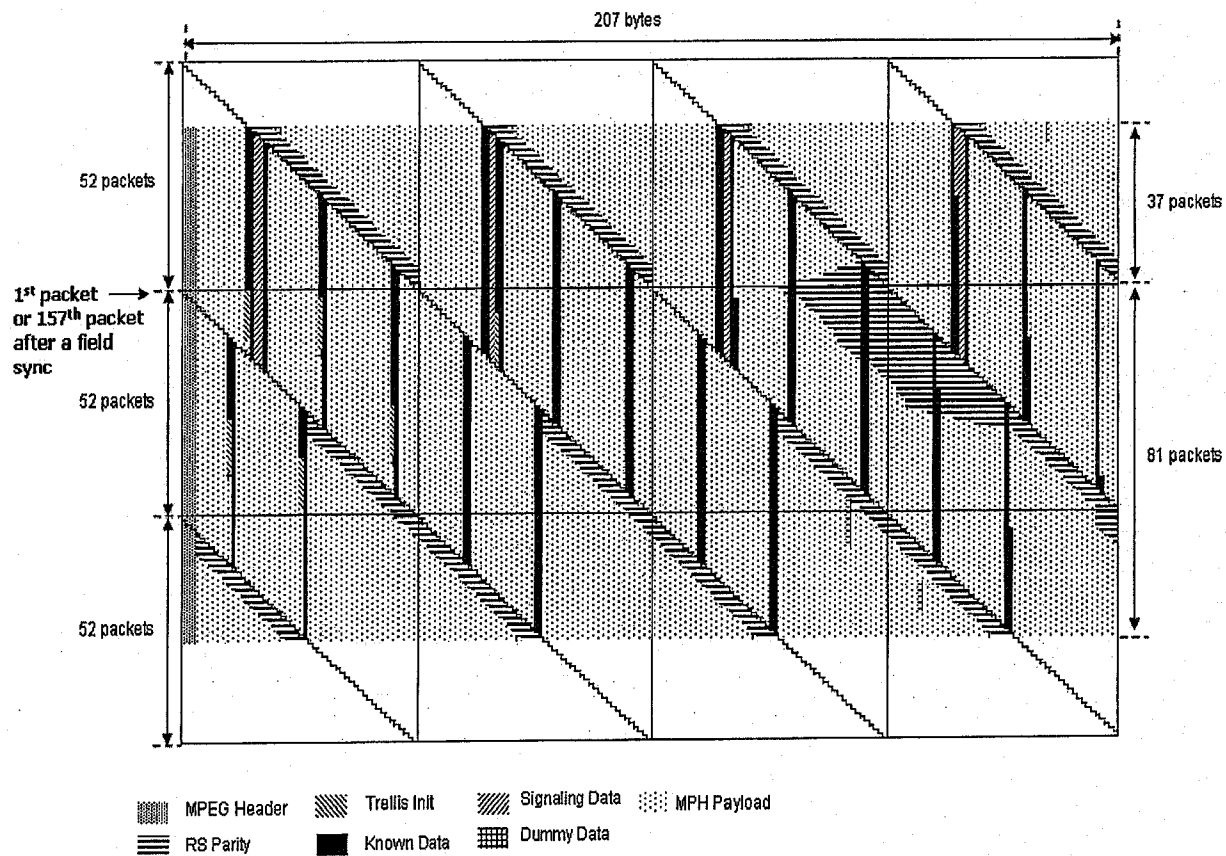 207 bytes
52 packets
37 packets
1st packet
or 157th packet
after a field
sync
52 packets
81 packets
52 packets
MPEG Header
Trellis Init
Signaling Data
MPH Payload
RS Parity
Known Data
Dummy Data